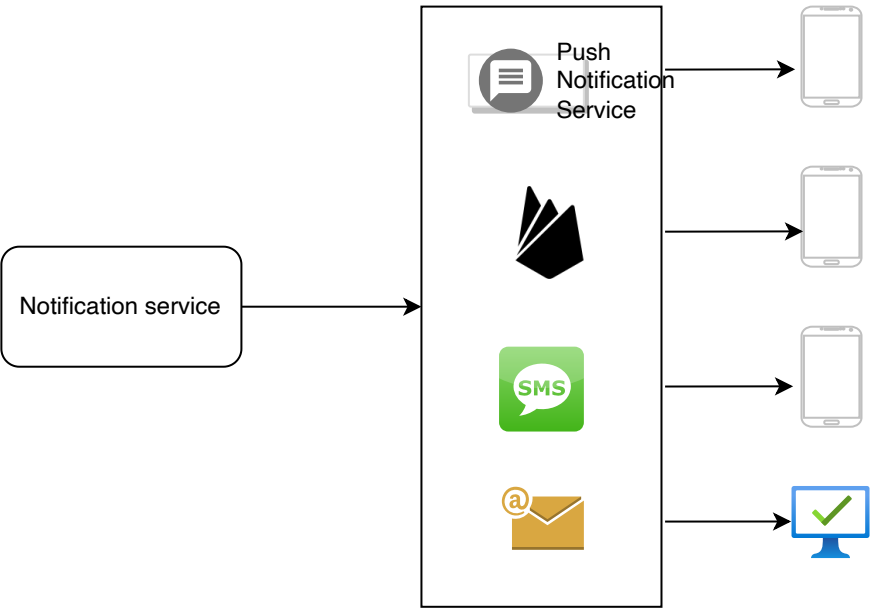 Push
Notification
Service
Notification service
SMS
@